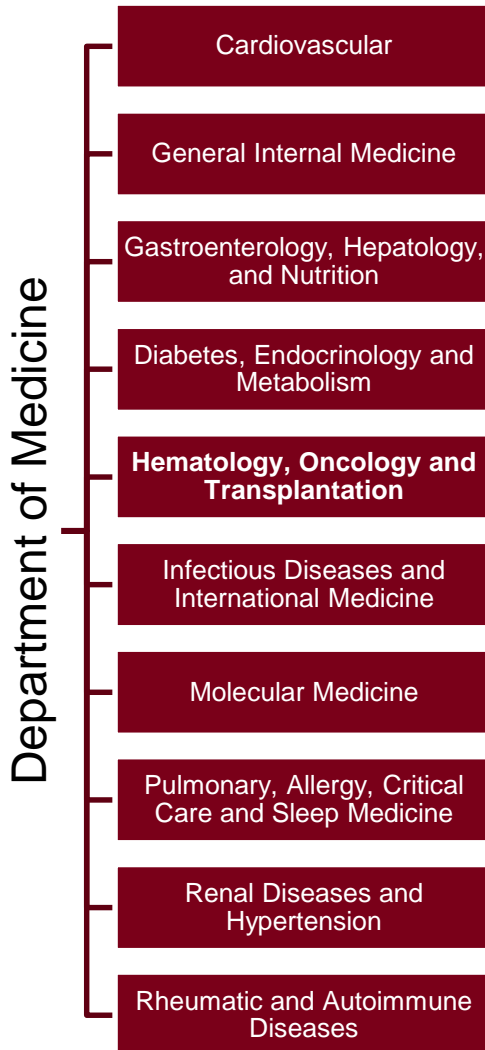 Department of Medicine
Cardiovascular
General Internal Medicine
Gastroenterology, Hepatology,
and Nutrition
Diabetes, Endocrinology and
Metabolism
Hematology, Oncology and
Transplantation
Infectious Diseases and
International Medicine
Molecular Medicine
Pulmonary, Allergy, Critical
Care and Sleep Medicine
Renal Diseases and
Hypertension
Rheumatic and Autoimmune
Diseases